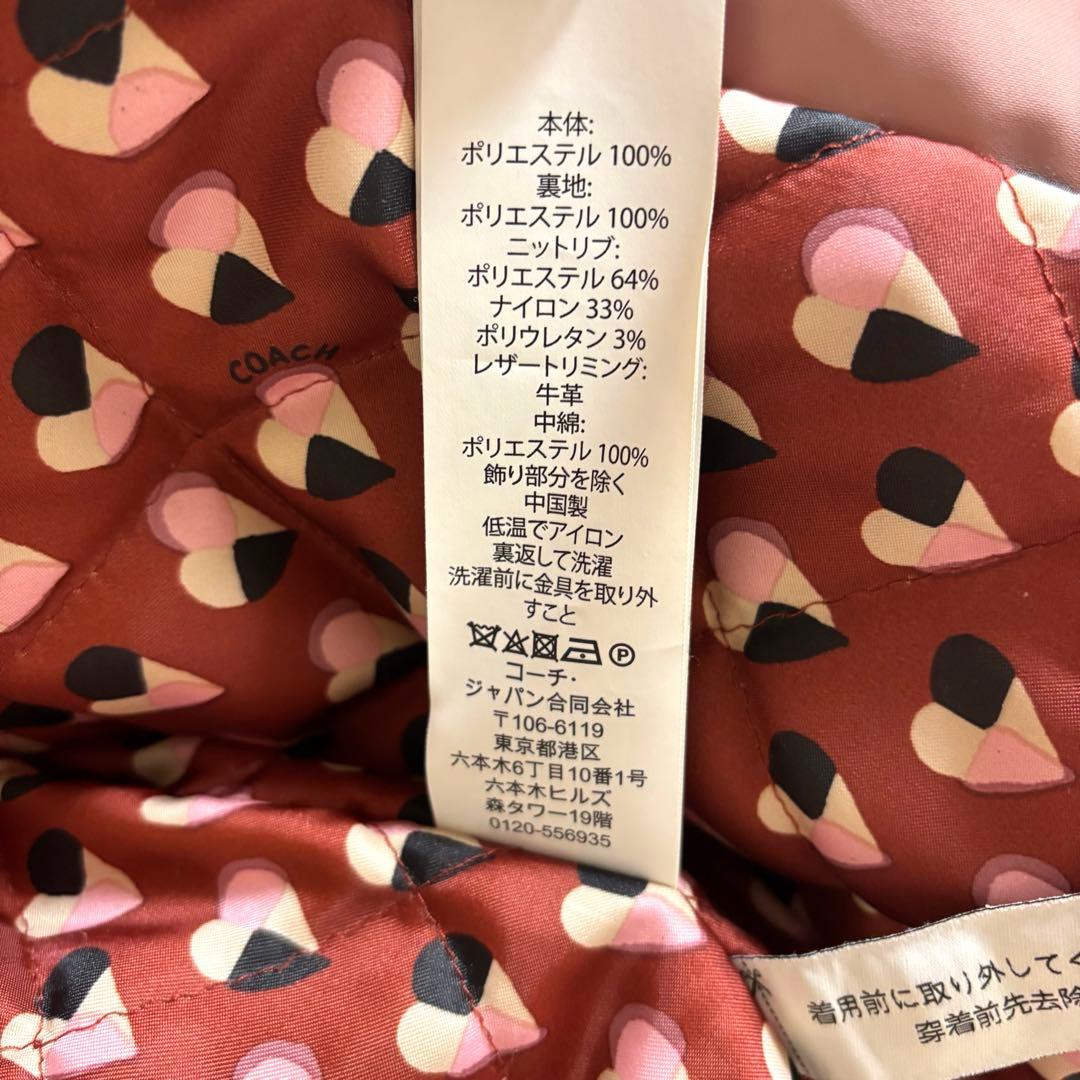 本体:
ポリエステル 100%
裏地:
ポリエステル 100%
ニットリブ:
ポリエステル 64%
ナイロン 33%
ポリウレタン 3%
レザートリミング:
牛革
中綿:
ポリエステル 100%
飾り部分を除く
中国製
低温でアイロン
裏返して洗濯
洗濯前に金具を取り外
すこと
P
コーチ・
ジャパン合同会社
〒106-6119
東京都港区
六本木6丁目10番1号
六本木ヒルズ
森タワー19階
0120-556935
COACH
着用前に取り外してく
穿着前先去除